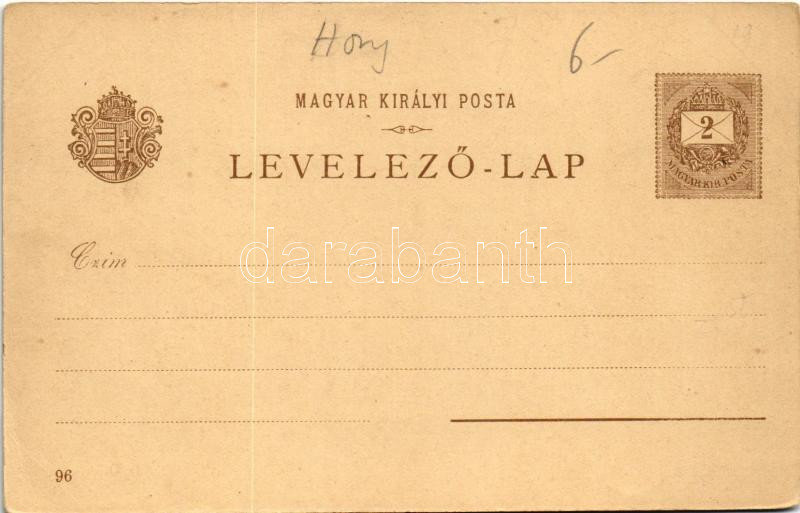 Hory 6-
MAGYAR KIRÁLYI POSTA
2
MAGYAR KIR. POSTA
LEVELEZŐ-LAP
Czim
darabanth
96